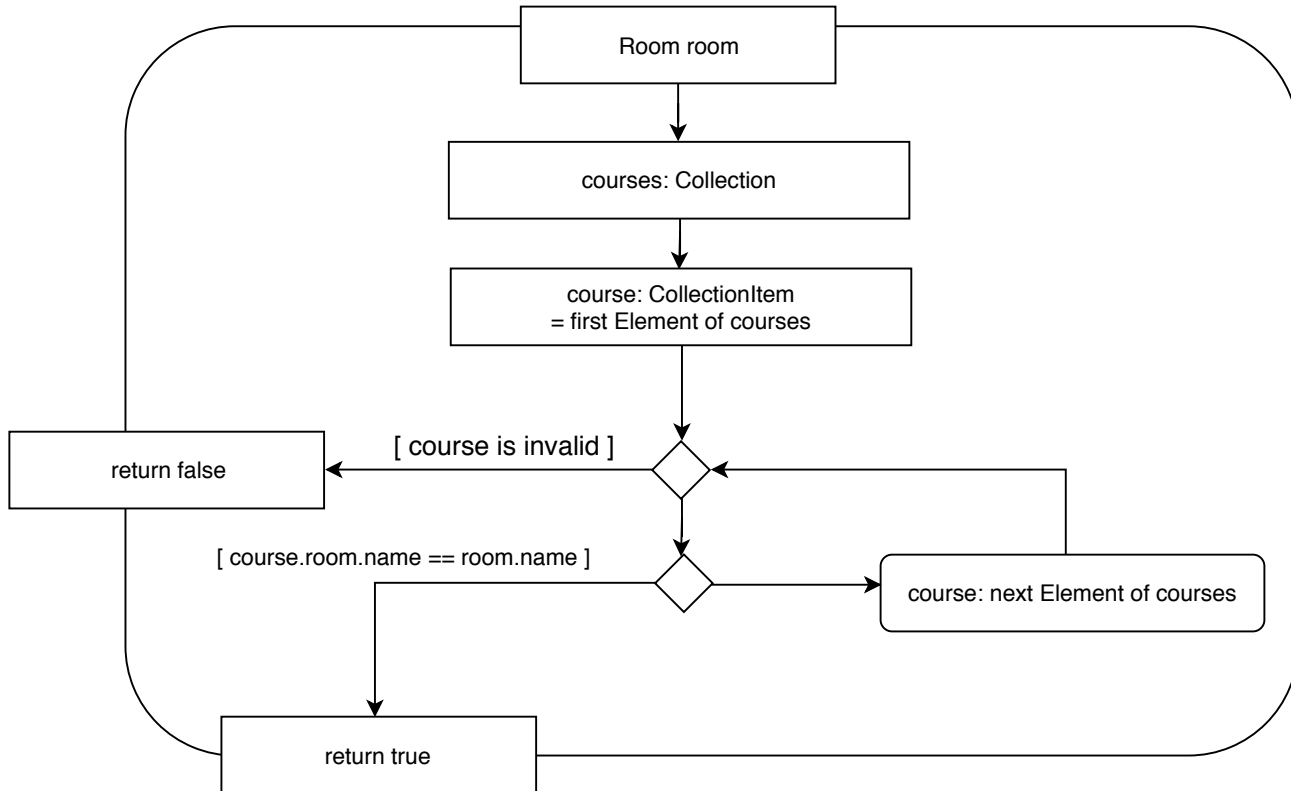 Room room
courses: Collection
course: CollectionItem
= first Element of courses
[ course is invalid ]
return false
[ course.room.name == room.name ]
course: next Element of courses
return true